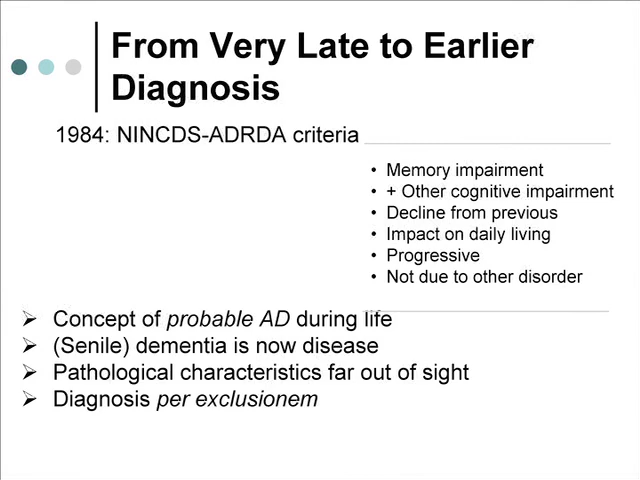 From Very Late to Earlier
Diagnosis
1984: NINCDS-ADRDA criteria
• Memory impairment
• + Other cognitive impairment
• Decline from previous
• Impact on daily living
• Progressive
• Not due to other disorder
➢ Concept of probable AD during life
➢ (Senile) dementia is now disease
➢ Pathological characteristics far out of sight
➢ Diagnosis per exclusionem